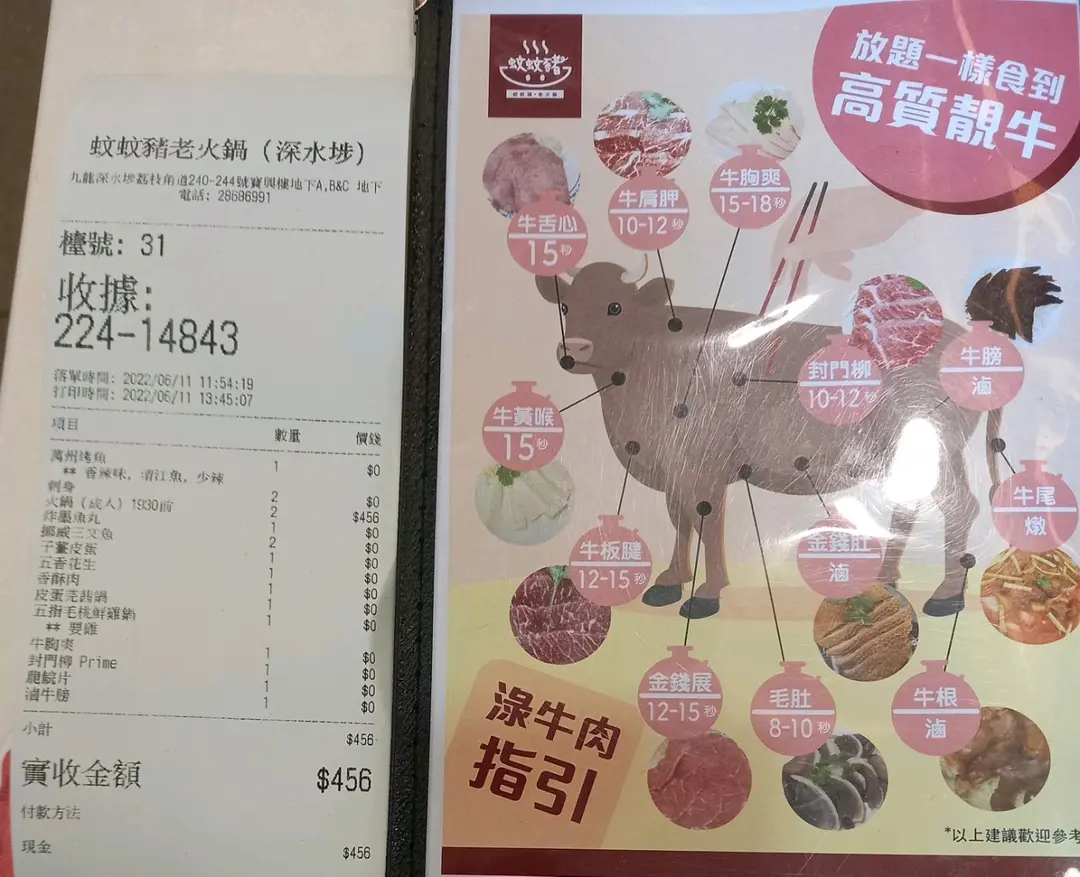 蚊蚊豬老火鍋 (深水埗)
九龍深水埗荔枝角道240-244號寶興樓地下A,B&C 地下
電話: 28686991
檯號: 31
收據:
224-14843
落單時間: 2022/06/11 11:54:19
打印時間: 2022/06/11 13:45:07
項目 數量 價錢
萬州烤魚 1 $0
** 香辣味, 清江魚, 少辣
刺身 2 $0
火鍋 (成人) 1930前 2 $456
炸墨魚丸 1 $0
挪威三文魚 2 $0
子薑皮蛋 1 $0
五香花生 1 $0
香酥肉 1 $0
皮蛋芫茜鍋 1 $0
五指毛桃鮮雞鍋 1 $0
** 要雞
牛胸爽 1 $0
封門柳 Prime 1 $0
鵝腕片 1 $0
滷牛膀 1 $0
小計 $456
實收金額 $456
付款方法
現金 $456
蚊蚊豬
放題一樣食到
高質靚牛
牛舌心
15秒
牛肩胛
10-12秒
牛胸爽
15-18秒
封門柳
10-12秒
牛膀
滷
牛黃喉
15秒
牛尾
燉
牛板腱
12-15秒
金錢肚
滷
金錢展
12-15秒
毛肚
8-10秒
牛根
滷
淥牛肉
指引
*以上建議歡迎參考